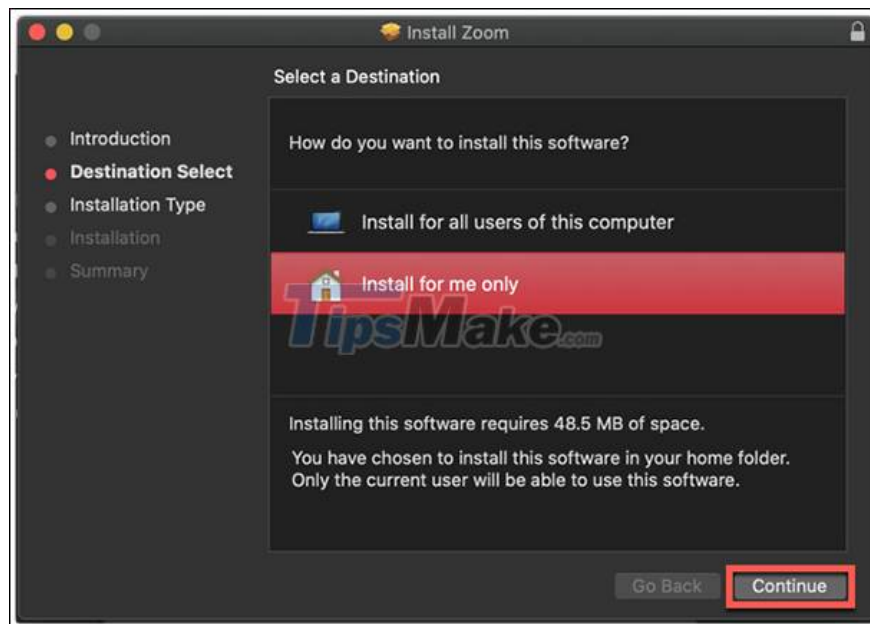 Install Zoom
Select a Destination
Introduction
Destination Select
Installation Type
Installation
Summary
How do you want to install this software?
Install for all users of this computer
Install for me only
TipsMake.com
Installing this software requires 48.5 MB of space.
You have chosen to install this software in your home folder.
Only the current user will be able to use this software.
Go Back
Continue